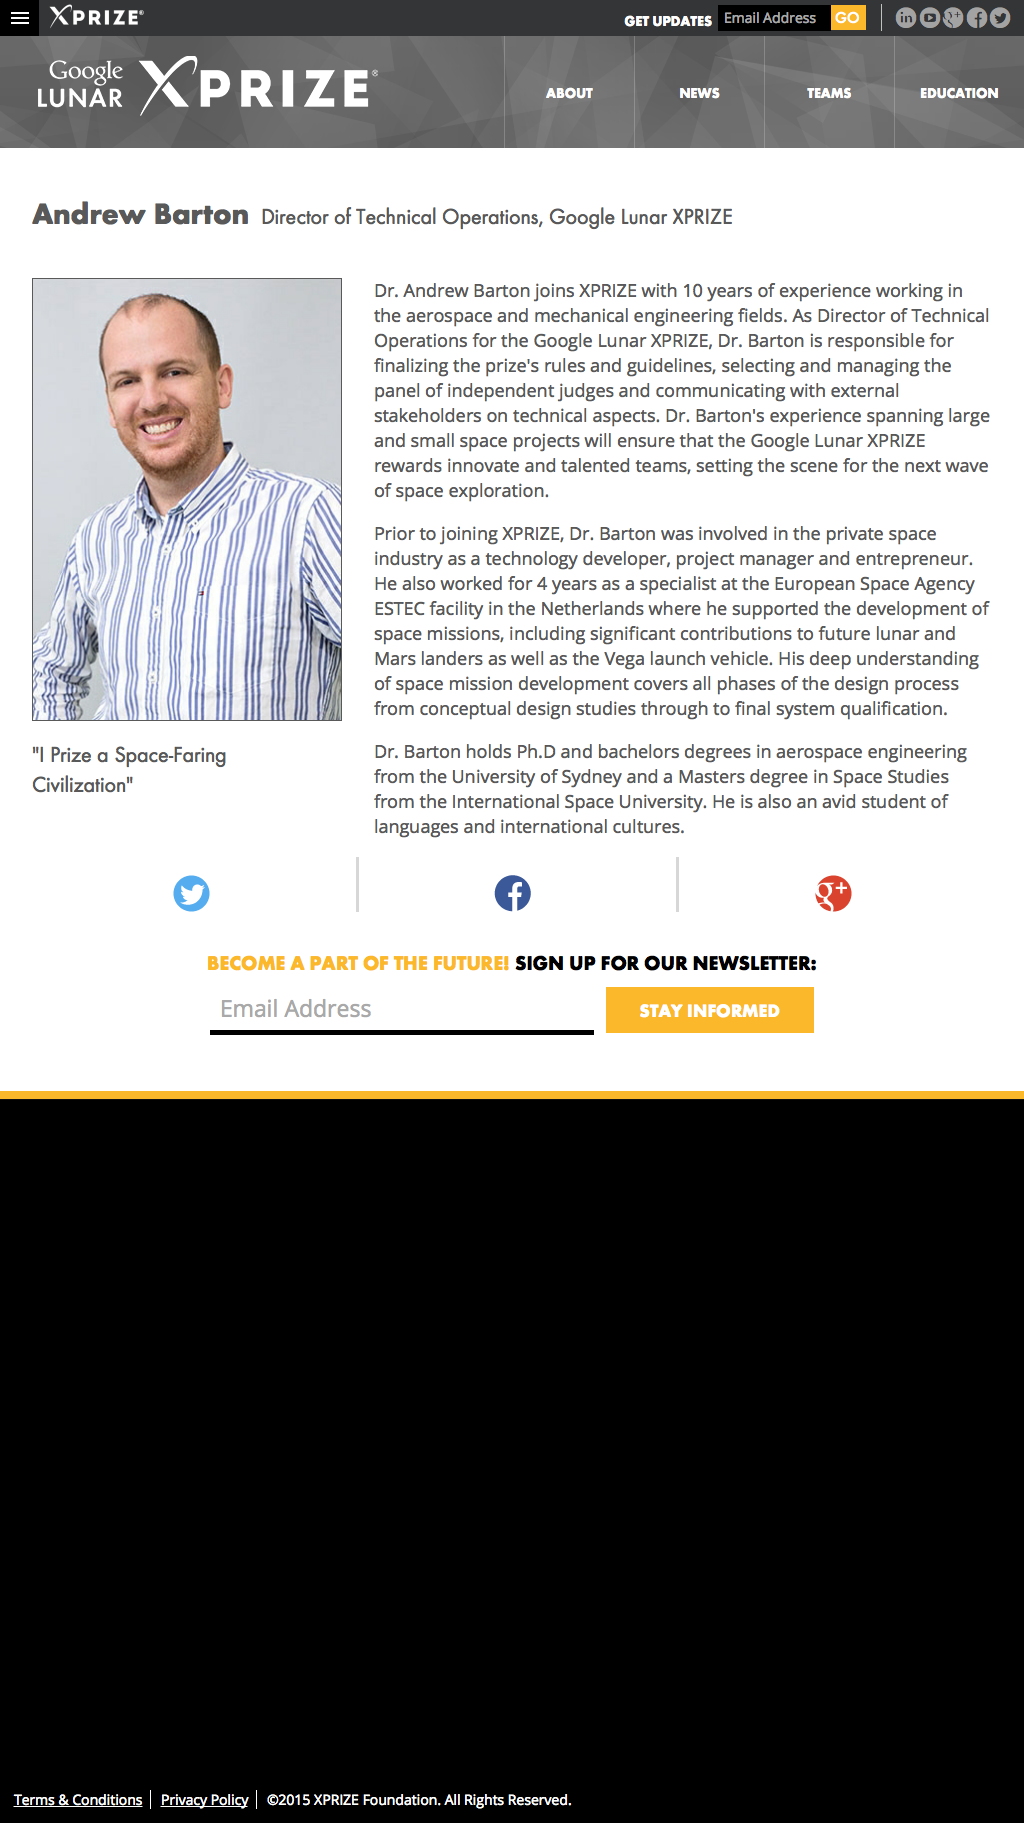 XPRIZE®
GET UPDATES
Email Address
GO
Google
LUNAR
XPRIZE®
ABOUT
NEWS
TEAMS
EDUCATION
Andrew Barton Director of Technical Operations, Google Lunar XPRIZE
Dr. Andrew Barton joins XPRIZE with 10 years of experience working in
the aerospace and mechanical engineering fields. As Director of Technical
Operations for the Google Lunar XPRIZE, Dr. Barton is responsible for
finalizing the prize's rules and guidelines, selecting and managing the
panel of independent judges and communicating with external
stakeholders on technical aspects. Dr. Barton's experience spanning large
and small space projects will ensure that the Google Lunar XPRIZE
rewards innovate and talented teams, setting the scene for the next wave
of space exploration.
Prior to joining XPRIZE, Dr. Barton was involved in the private space
industry as a technology developer, project manager and entrepreneur.
He also worked for 4 years as a specialist at the European Space Agency
ESTEC facility in the Netherlands where he supported the development of
space missions, including significant contributions to future lunar and
Mars landers as well as the Vega launch vehicle. His deep understanding
of space mission development covers all phases of the design process
from conceptual design studies through to final system qualification.
"I Prize a Space-Faring
Civilization"
Dr. Barton holds Ph.D and bachelors degrees in aerospace engineering
from the University of Sydney and a Masters degree in Space Studies
from the International Space University. He is also an avid student of
languages and international cultures.
BECOME A PART OF THE FUTURE! SIGN UP FOR OUR NEWSLETTER:
Email Address
STAY INFORMED
Terms & Conditions
Privacy Policy
©2015 XPRIZE Foundation. All Rights Reserved.